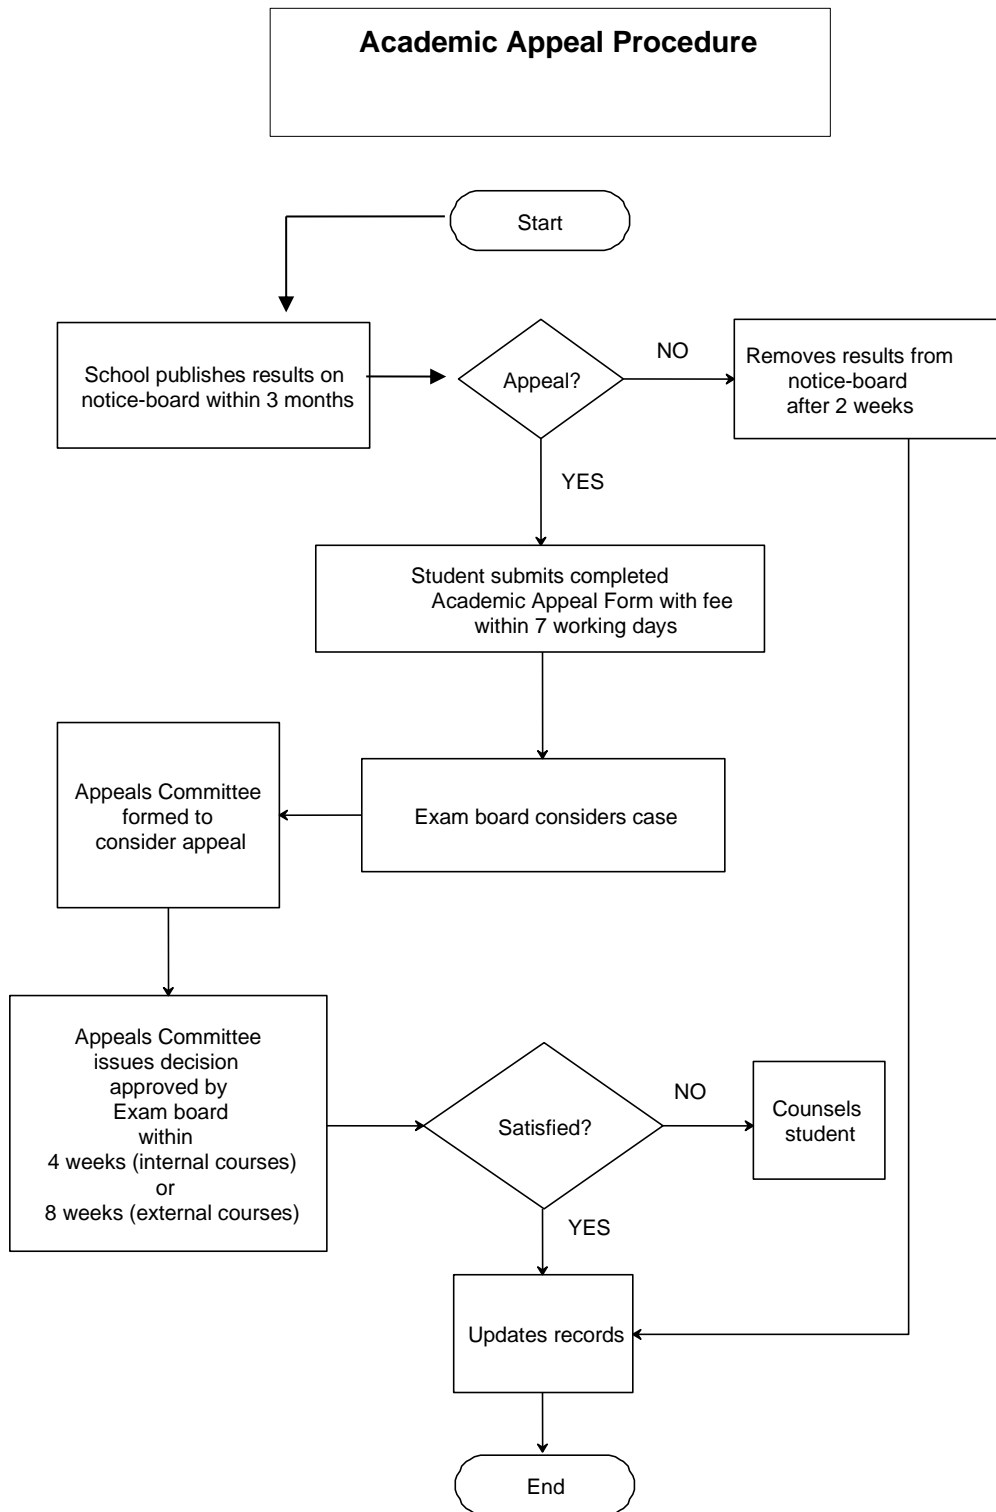 Academic Appeal Procedure
Start
School publishes results on
notice-board within 3 months
Appeal?
NO
Removes results from
notice-board
after 2 weeks
YES
Student submits completed
Academic Appeal Form with fee
within 7 working days
Appeals Committee
formed to
consider appeal
Exam board considers case
Appeals Committee
issues decision
approved by
Exam board
within
4 weeks (internal courses)
or
8 weeks (external courses)
Satisfied?
NO
Counsels
student
YES
Updates records
End